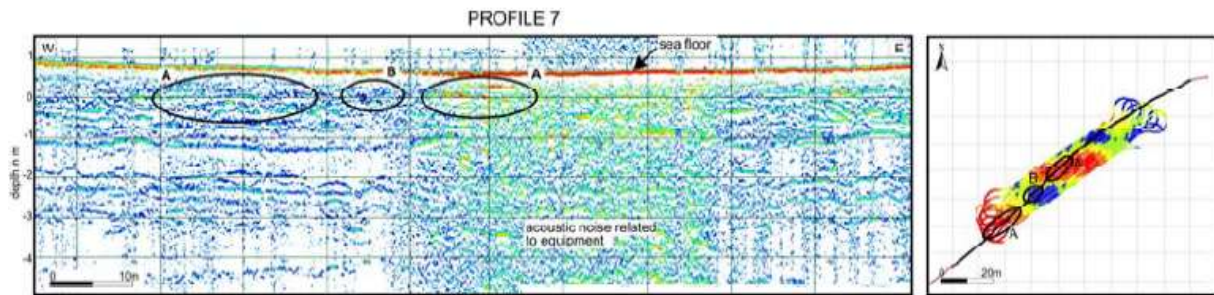 PROFILE 7
W
E
sea floor
A
B
A
1
0
-1
-2
-3
-4
depth n m
acoustic noise related
to equipment
0 10m
B
A
A
0 20m